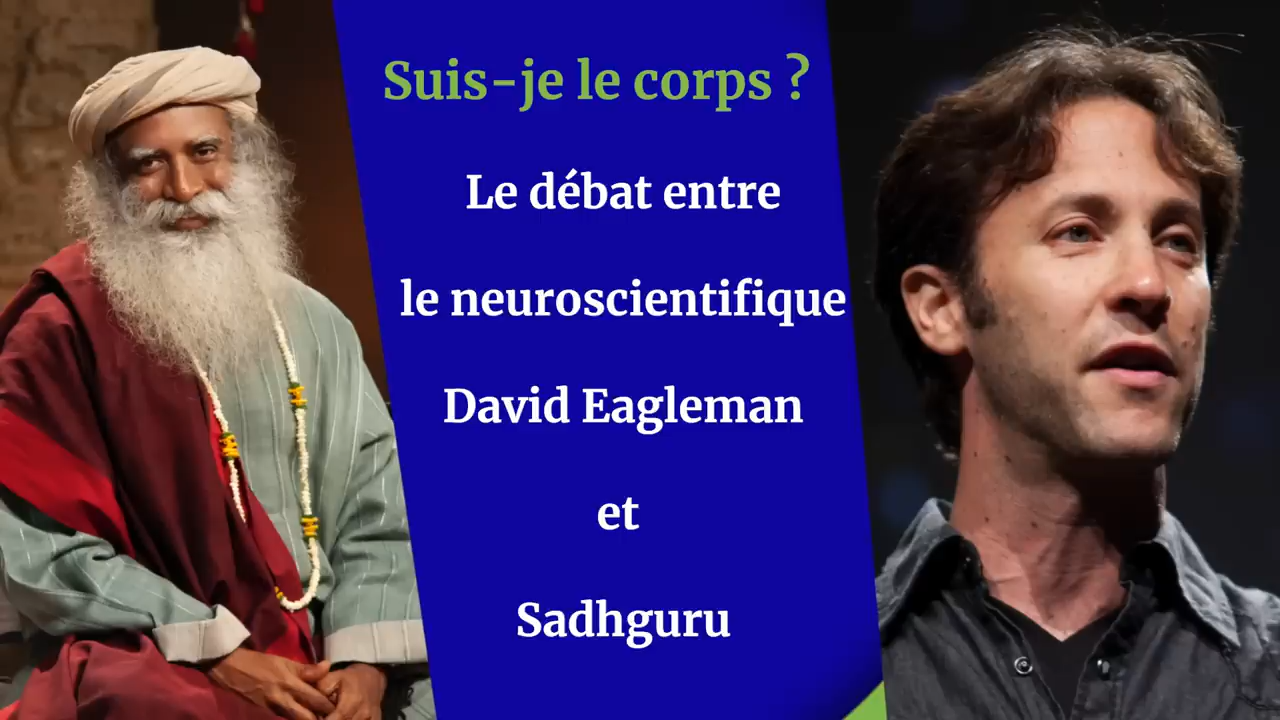 Suis-je le corps ?
Le débat entre
le neuroscientifique
David Eagleman
et
Sadhguru